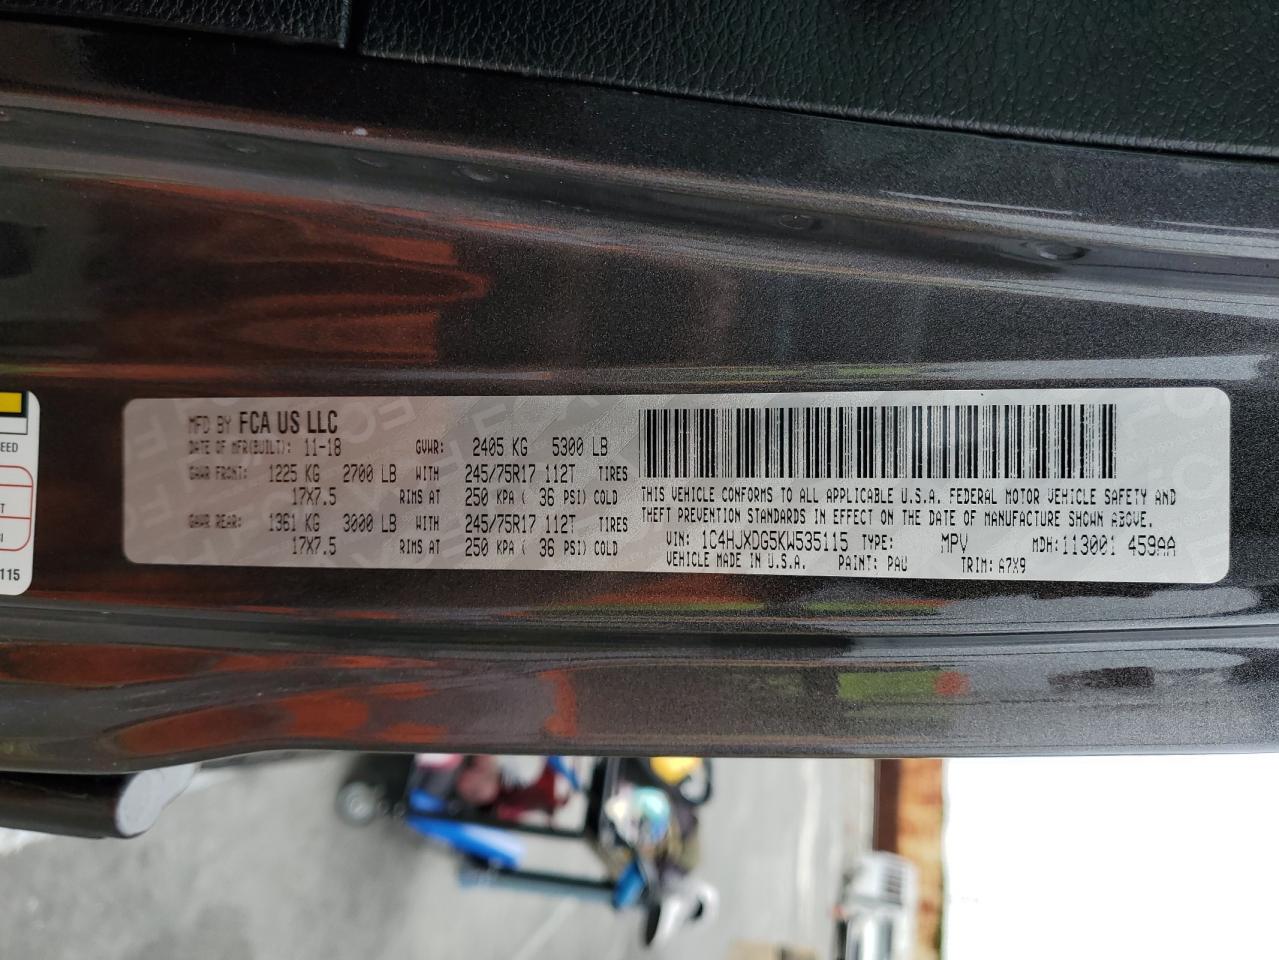 MFD BY FCA US LLC
DATE OF MFR(BUILT): 11-18 GVWR: 2405 KG 5300 LB
GAWR FRONT: 1225 KG 2700 LB WITH 245/75R17 112T TIRES
17X7.5 RIMS AT 250 KPA ( 36 PSI) COLD
GAWR REAR: 1361 KG 3000 LB WITH 245/75R17 112T TIRES
17X7.5 RIMS AT 250 KPA ( 36 PSI) COLD
THIS VEHICLE CONFORMS TO ALL APPLICABLE U.S.A. FEDERAL MOTOR VEHICLE SAFETY AND
THEFT PREVENTION STANDARDS IN EFFECT ON THE DATE OF MANUFACTURE SHOWN ABOVE.
VIN: 1C4HJXDG5KW535115 TYPE: MPV MDH:113001 459AA
VEHICLE MADE IN U.S.A. PAINT: PAU TRIM: A7X9
115